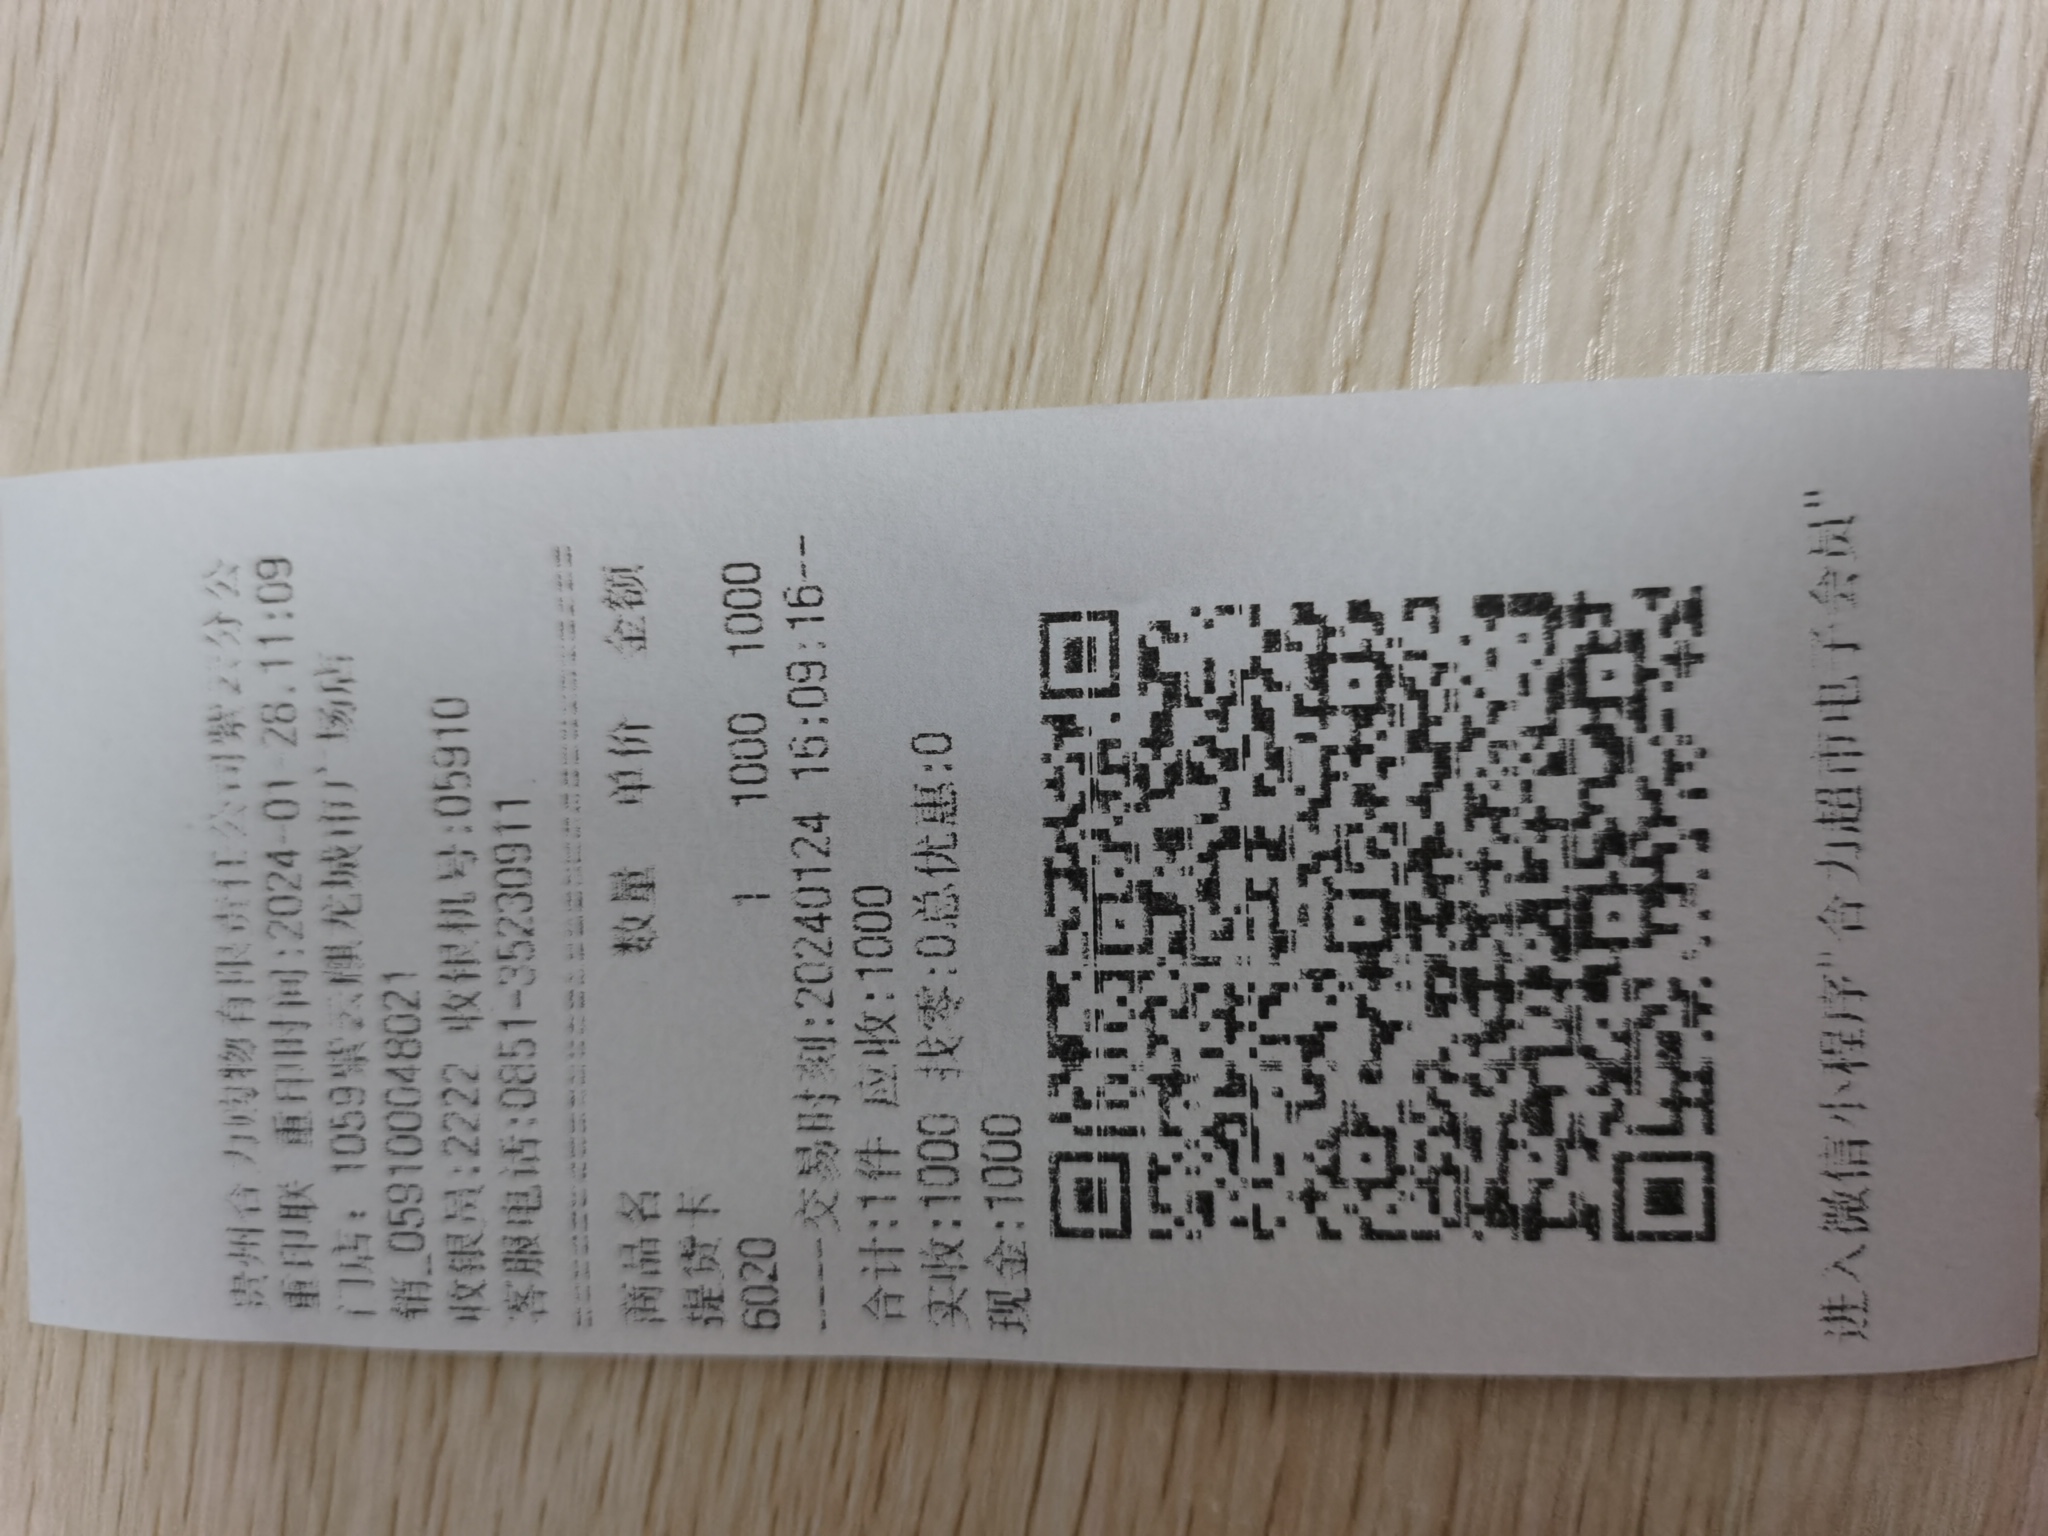 贵州合力购物有限责任公司紫云分公
重印联 重印时间:2024-01-28.11:09
门店: 1059紫云麒龙城市广场店
销_059100048021
收银员:2222 收银机号:05910
客服电话:0851-35230911
商品名 数量 单价 金额
提货卡
6020 1 1000 1000
----交易时刻:20240124 16:09:16---
合计:1件 应收:1000
实收:1000 找零:0总优惠:0
现金:1000
进入微信小程序"合力超市电子会员"